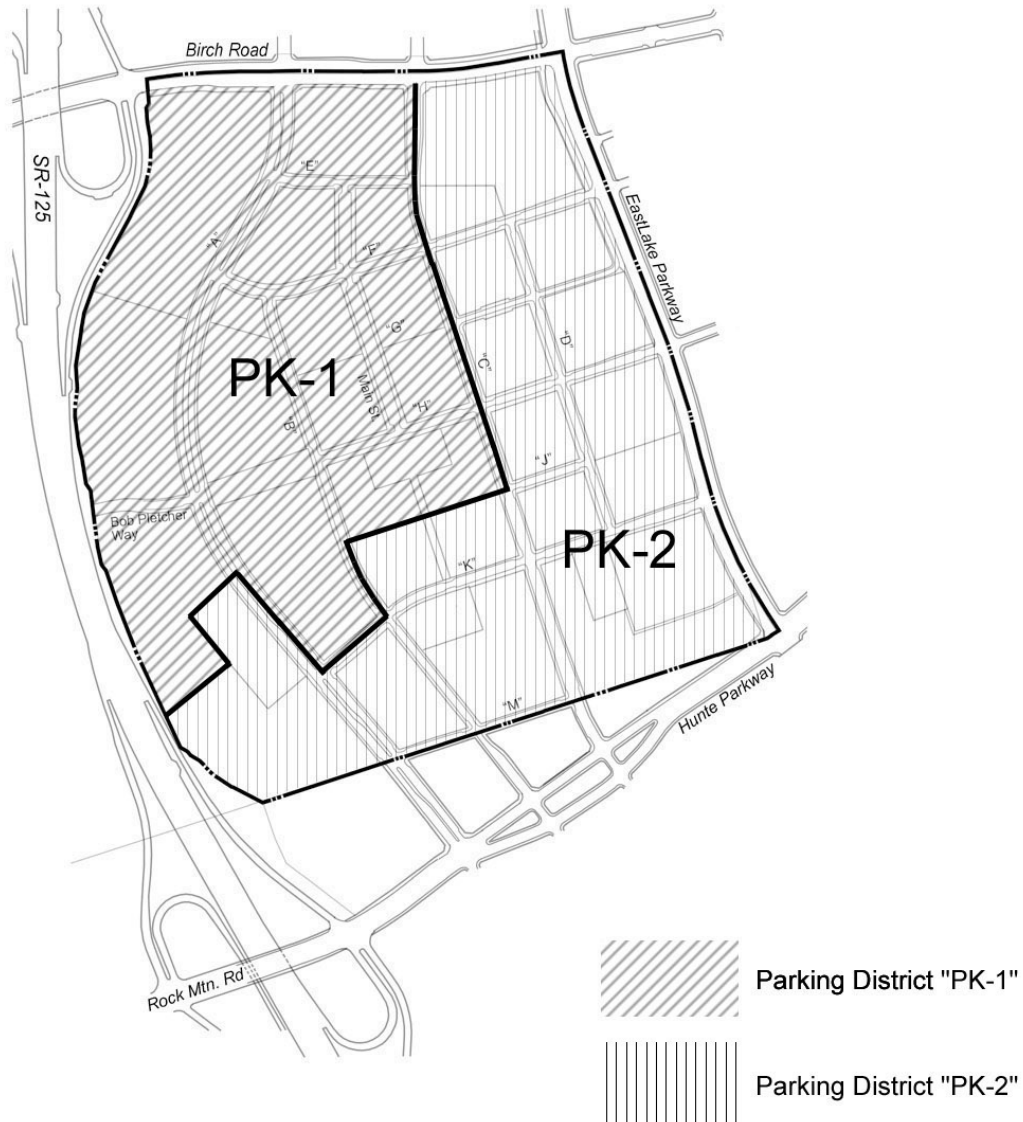 Birch Road
SR-125
"E"
"A"
"F"
EastLake Parkway
"G"
"D"
PK-1
"C"
Main St.
"H"
"B"
"J"
Bob Pletcher
Way
PK-2
"K"
"M"
Hunte Parkway
Rock Mtn. Rd
Parking District "PK-1"
Parking District "PK-2"